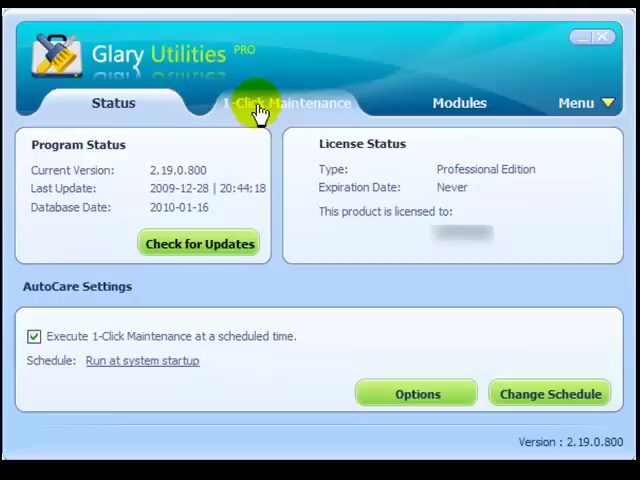 Glary Utilities PRO
Status
1-Click Maintenance
Modules
Menu
Program Status
Current Version: 2.19.0.800
Last Update: 2009-12-28 | 20:44:18
Database Date: 2010-01-16
Check for Updates
License Status
Type: Professional Edition
Expiration Date: Never
This product is licensed to:
AutoCare Settings
Execute 1-Click Maintenance at a scheduled time.
Schedule: Run at system startup
Options
Change Schedule
Version : 2.19.0.800